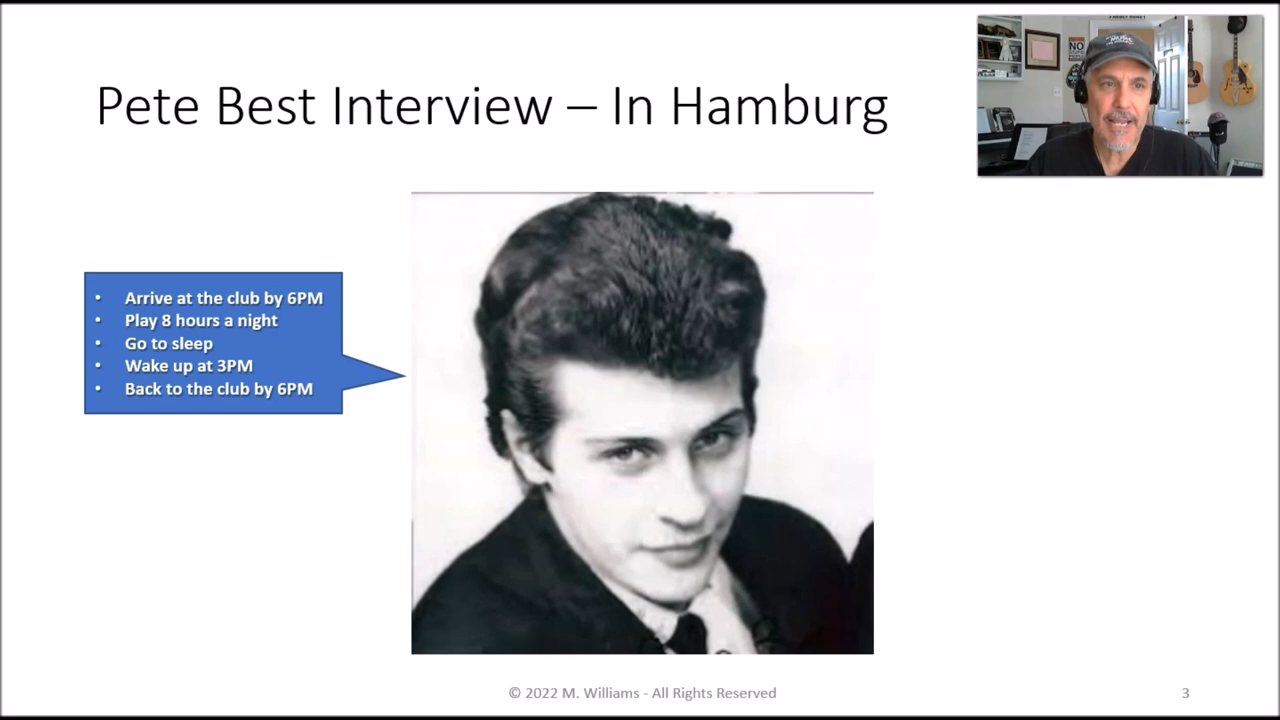 Pete Best Interview – In Hamburg
NO
• Arrive at the club by 6PM
• Play 8 hours a night
• Go to sleep
• Wake up at 3PM
• Back to the club by 6PM
© 2022 M. Williams - All Rights Reserved
3